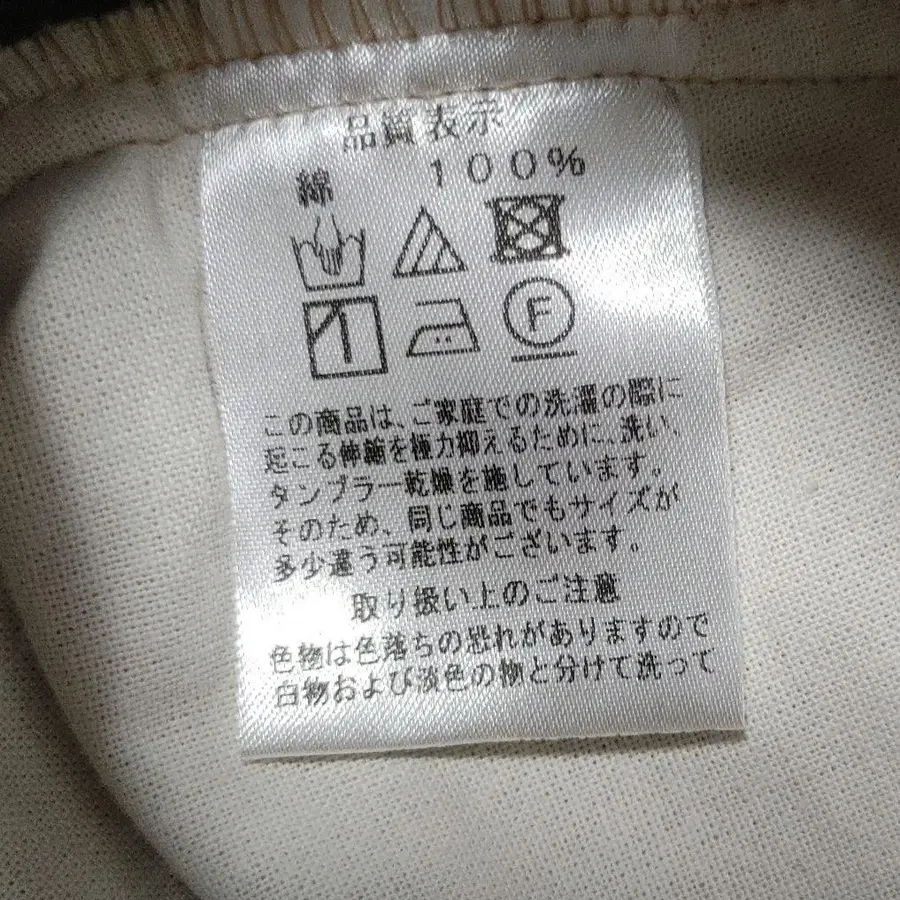 品質表示
綿 100%
F
この商品は、ご家庭での洗濯の際に
起こる伸縮を極力抑えるために、洗い、
タンブラー乾燥を施しています。
そのため、同じ商品でもサイズが
多少違う可能性がございます。
取り扱い上のご注意
色物は色落ちの恐れがありますので
白物および淡色の物と分けて洗って